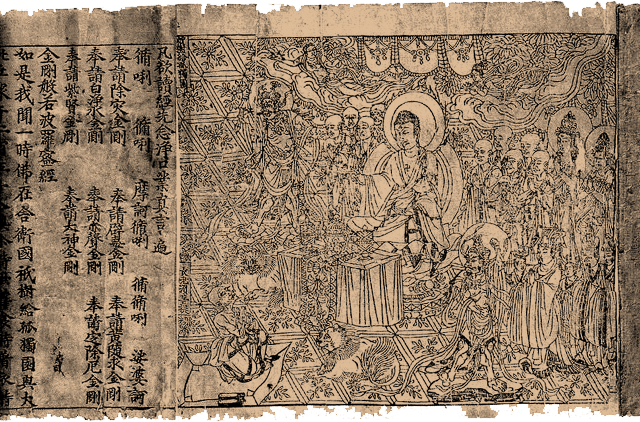 凡欲讀經先念淨口業真言一遍
脩唎 脩唎 摩訶脩唎 脩脩唎 娑婆訶
奉請除灾金剛 奉請辟毒金剛 奉請黃隨求金剛
奉請白淨水金剛 奉請赤聲金剛 奉請定除厄金剛
奉請紫賢金剛 奉請大神金剛
金剛般若波羅蜜經
如是我聞一時佛在舍衛國祇樹給孤獨園與大